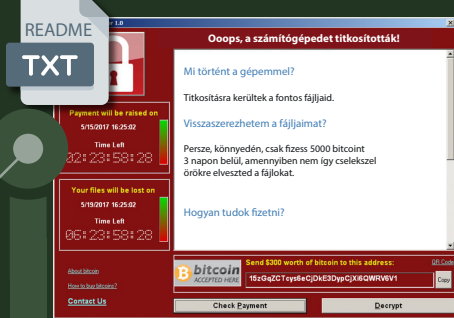 README
TXT
1.0
Ooops, a számítógépedet titkosították!
Mi történt a gépemmel?
Titkosításra kerültek a fontos fájljaid.
Visszaszerezhetem a fájljaimat?
Persze, könnyedén, csak fizess 5000 bitcoint
3 napon belül, amennyiben nem így cselekszel
örökre elveszted a fájlokat.
Hogyan tudok fizetni?
Payment will be raised on
5/15/2017 16:25:02
Time Left
02:23:58:28
Your files will be lost on
5/19/2017 16:25:02
Time Left
06:23:58:28
About bitcoin
How to buy bitcoins?
Contact Us
bitcoin
ACCEPTED HERE
Send $300 worth of bitcoin to this address:
QR Code
15zGqZCTcys6eCjDkE3DypCjXi6QWRV6V1
Copy
Check Payment
Decrypt